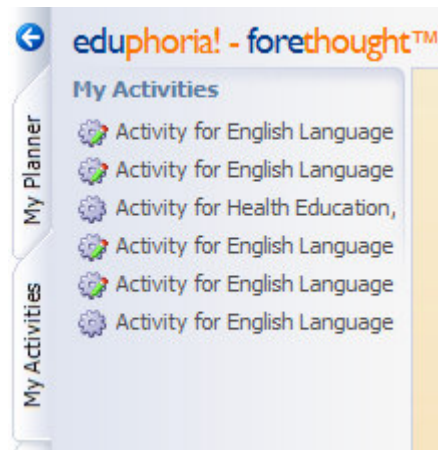 eduphoria! - forethought™
My Activities
Activity for English Language
Activity for English Language
Activity for Health Education,
Activity for English Language
Activity for English Language
Activity for English Language
My Planner
My Activities